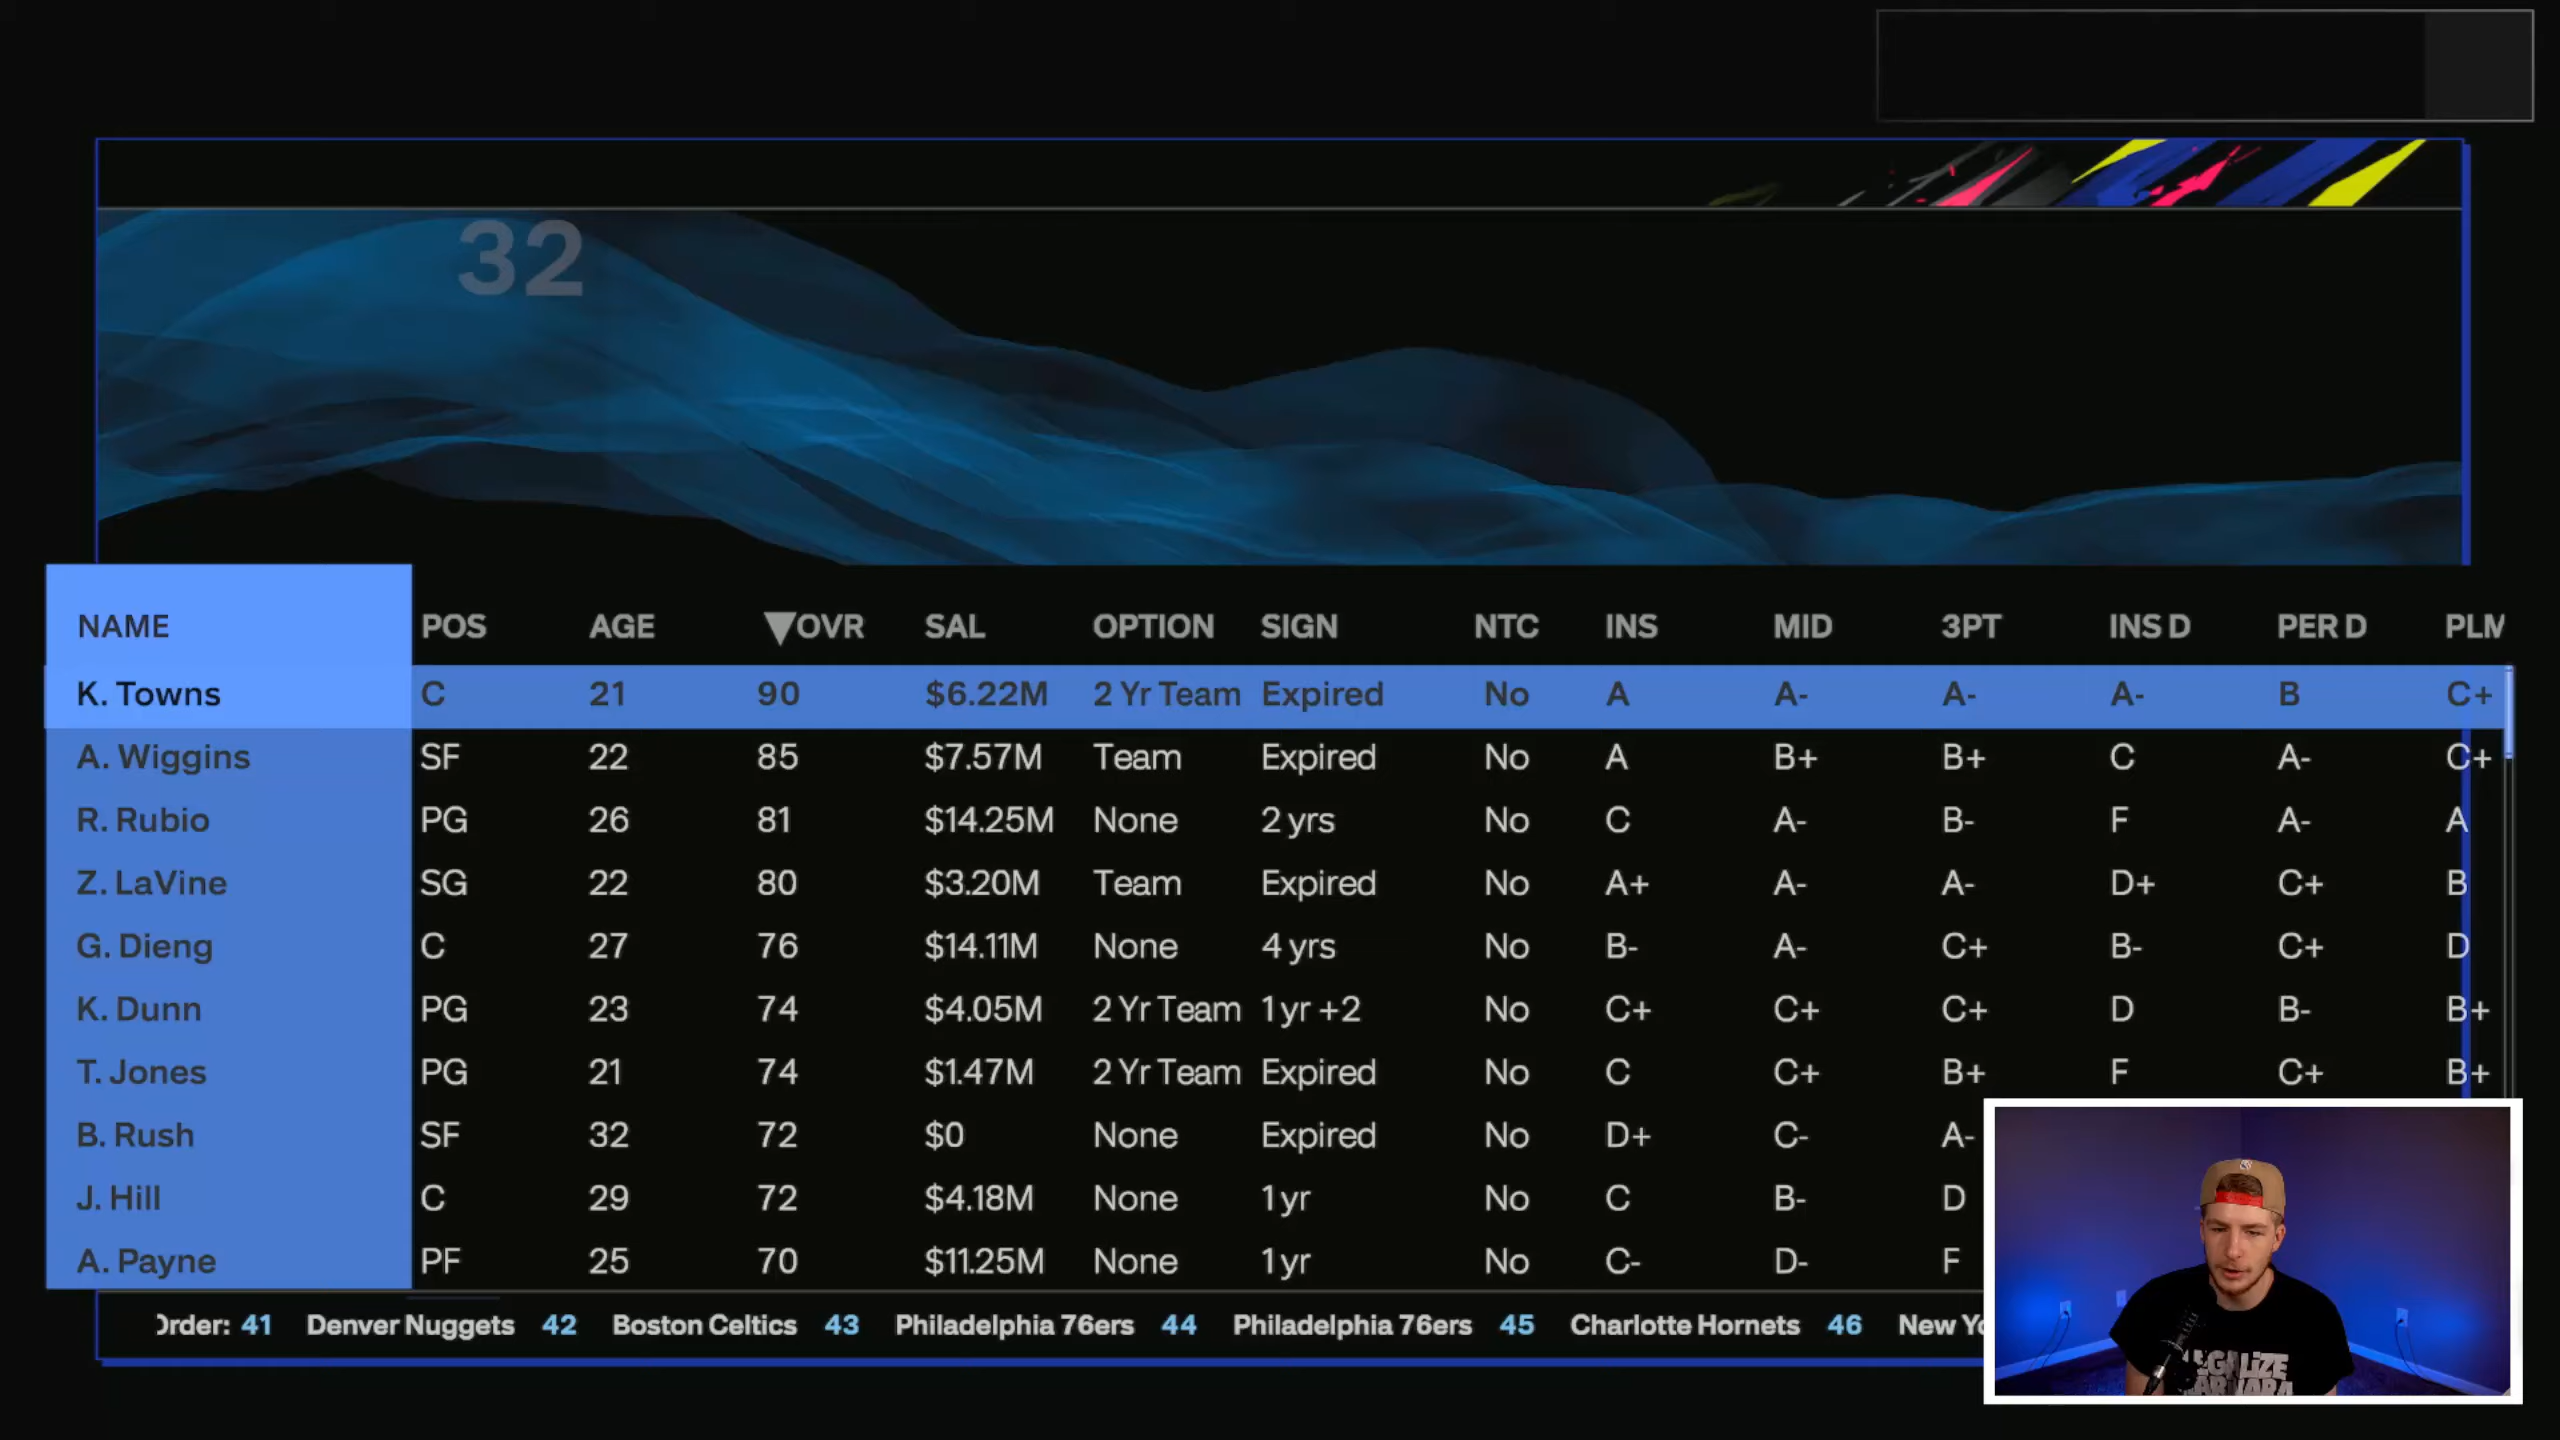 32
NAME POS AGE ▼OVR SAL OPTION SIGN NTC INS MID 3PT INS D PER D PLM
K. Towns C 21 90 $6.22M 2 Yr Team Expired No A A- A- A- B C+
A. Wiggins SF 22 85 $7.57M Team Expired No A B+ B+ C A- C+
R. Rubio PG 26 81 $14.25M None 2 yrs No C A- B- F A- A
Z. LaVine SG 22 80 $3.20M Team Expired No A+ A- A- D+ C+ B
G. Dieng C 27 76 $14.11M None 4 yrs No B- A- C+ B- C+ D
K. Dunn PG 23 74 $4.05M 2 Yr Team 1 yr +2 No C+ C+ C+ D B- B+
T. Jones PG 21 74 $1.47M 2 Yr Team Expired No C C+ B+ F C+ B+
B. Rush SF 32 72 $0 None Expired No D+ C- A-
J. Hill C 29 72 $4.18M None 1 yr No C B- D
A. Payne PF 25 70 $11.25M None 1 yr No C- D- F
Order: 41 Denver Nuggets 42 Boston Celtics 43 Philadelphia 76ers 44 Philadelphia 76ers 45 Charlotte Hornets 46 New Yo